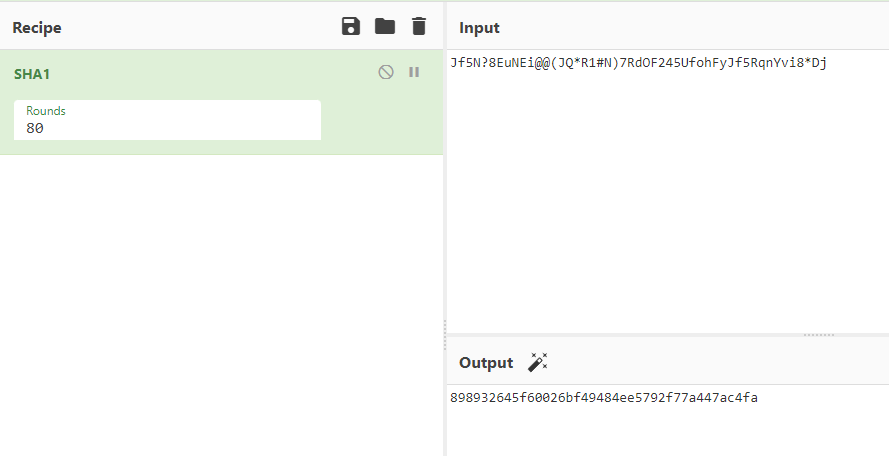 Recipe
SHA1
Rounds
80
Input
Jf5N?8EuNEi@@(JQ*R1#N)7RdOF245UfohFyJf5RqnYvi8*Dj
Output
898932645f60026bf49484ee5792f77a447ac4fa